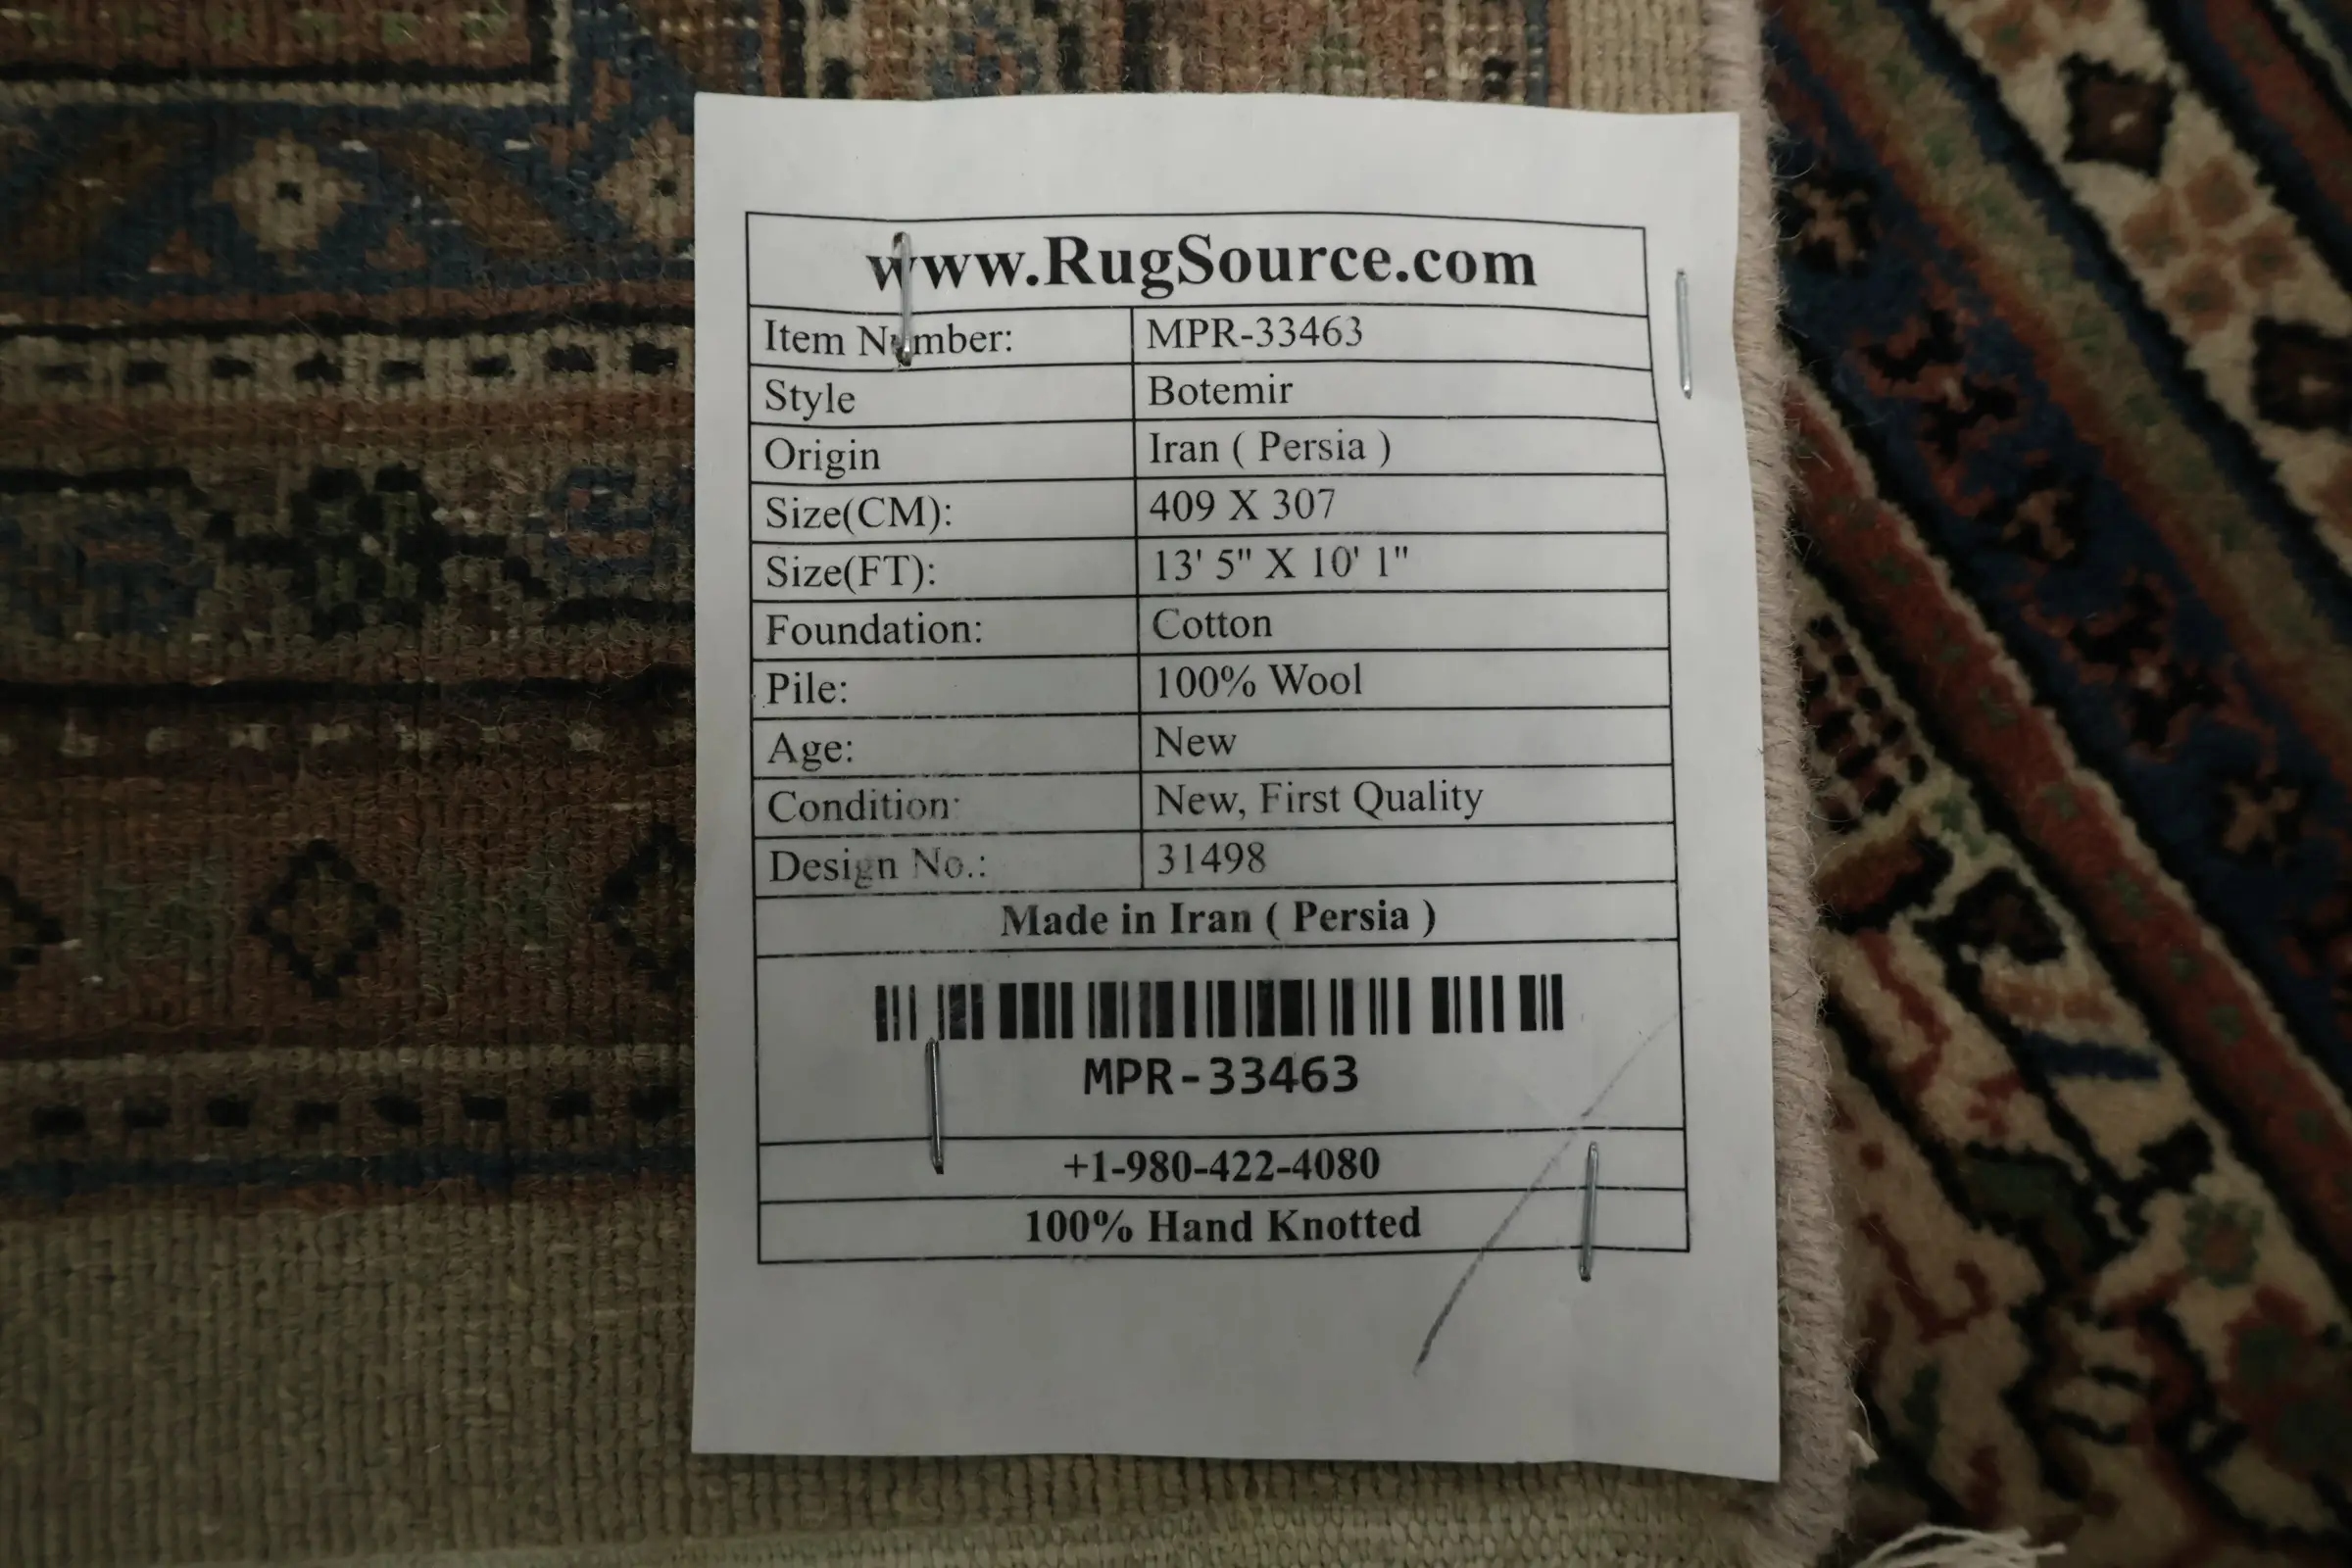 www.RugSource.com
Item Number: MPR-33463
Style Botemir
Origin Iran ( Persia )
Size(CM): 409 X 307
Size(FT): 13' 5" X 10' 1"
Foundation: Cotton
Pile: 100% Wool
Age: New
Condition: New, First Quality
Design No.: 31498
Made in Iran ( Persia )
MPR-33463
+1-980-422-4080
100% Hand Knotted